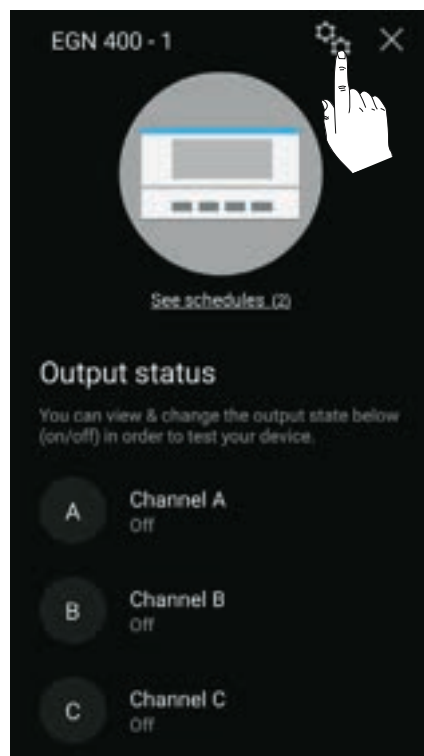 EGN 400 - 1
See schedules (2)
Output status
You can view & change the output state below
(on/off) in order to test your device.
A
Channel A
Off
B
Channel B
Off
C
Channel C
Off